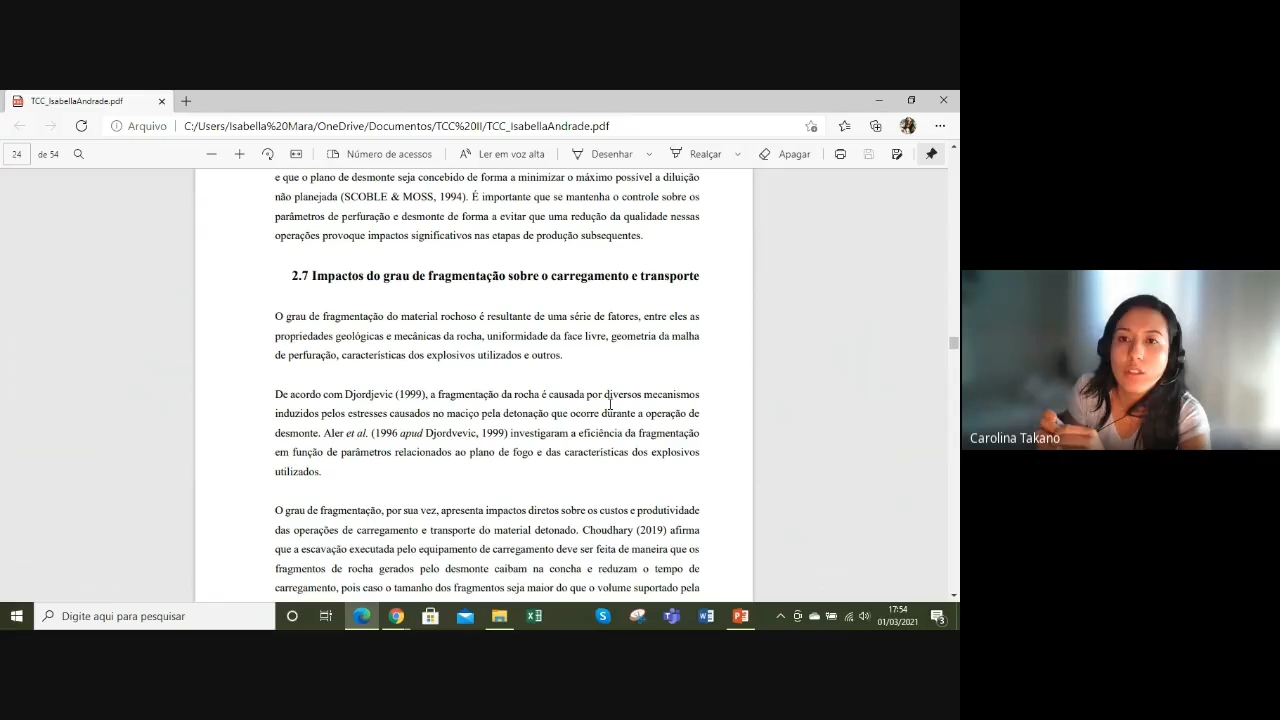 TCC_IsabellaAndrade.pdf
Arquivo
C:/Users/Isabella%20Mara/OneDrive/Documentos/TCC%20II/TCC_IsabellaAndrade.pdf
24 de 54
Número de acessos
Ler em voz alta
Desenhar
Realçar
Apagar
e que o plano de desmonte seja concebido de forma a minimizar o máximo possível a diluição
não planejada (SCOBLE & MOSS, 1994). É importante que se mantenha o controle sobre os
parâmetros de perfuração e desmonte de forma a evitar que uma redução da qualidade nessas
operações provoque impactos significativos nas etapas de produção subsequentes.
2.7 Impactos do grau de fragmentação sobre o carregamento e transporte
O grau de fragmentação do material rochoso é resultante de uma série de fatores, entre eles as
propriedades geológicas e mecânicas da rocha, uniformidade da face livre, geometria da malha
de perfuração, características dos explosivos utilizados e outros.
De acordo com Djordjevic (1999), a fragmentação da rocha é causada por diversos mecanismos
induzidos pelos estresses causados no maciço pela detonação que ocorre durante a operação de
desmonte. Aler et al. (1996 apud Djordvevic, 1999) investigaram a eficiência da fragmentação
em função de parâmetros relacionados ao plano de fogo e das características dos explosivos
utilizados.
O grau de fragmentação, por sua vez, apresenta impactos diretos sobre os custos e produtividade
das operações de carregamento e transporte do material detonado. Choudhary (2019) afirma
que a escavação executada pelo equipamento de carregamento deve ser feita de maneira que os
fragmentos de rocha gerados pelo desmonte caibam na concha e reduzam o tempo de
carregamento, pois caso o tamanho dos fragmentos seja maior do que o volume suportado pela
Carolina Takano
Digite aqui para pesquisar
17:54
01/03/2021
3